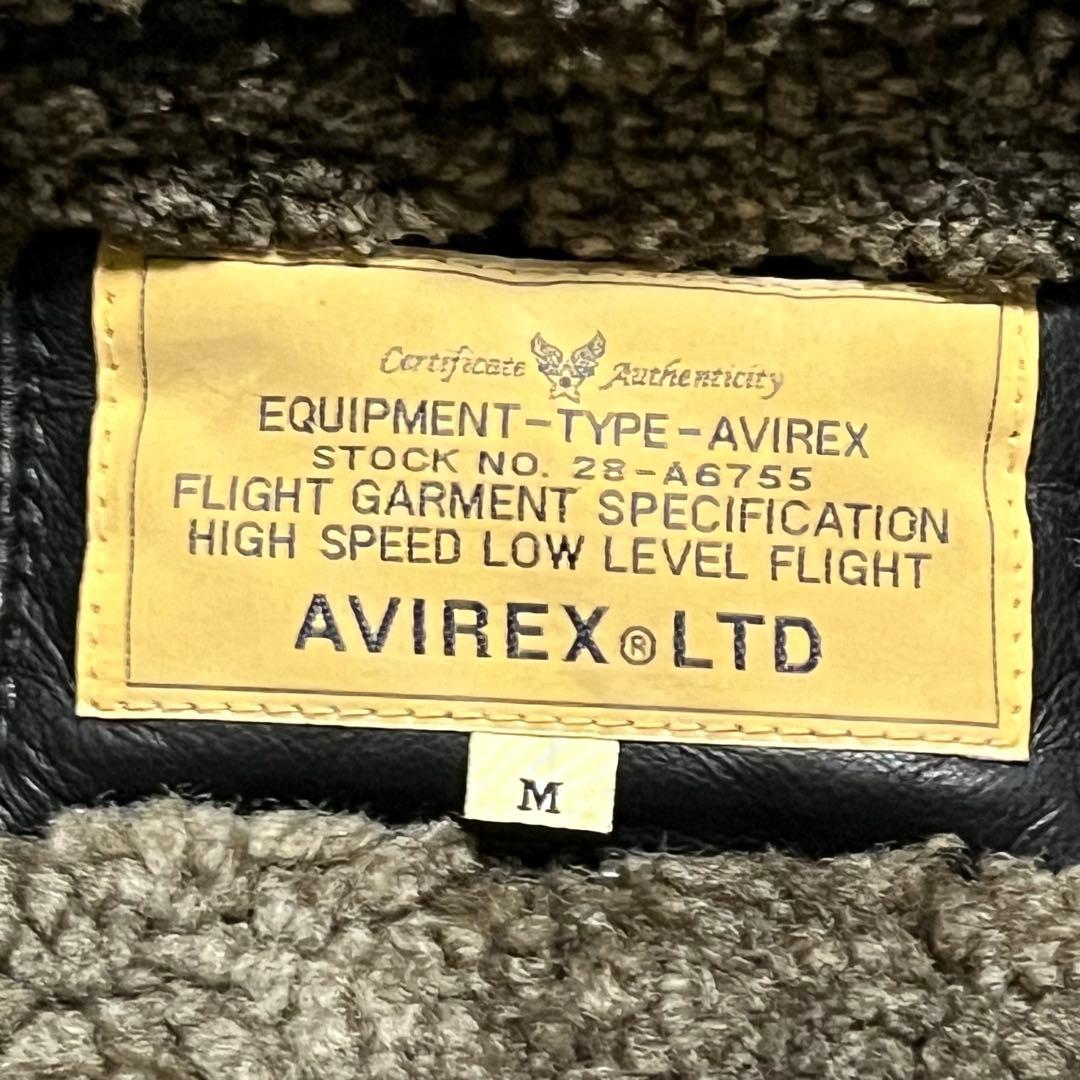 Certificate Authenticity
EQUIPMENT-TYPE-AVIREX
STOCK NO. 28-A6755
FLIGHT GARMENT SPECIFICATION
HIGH SPEED LOW LEVEL FLIGHT
AVIREX®LTD
M